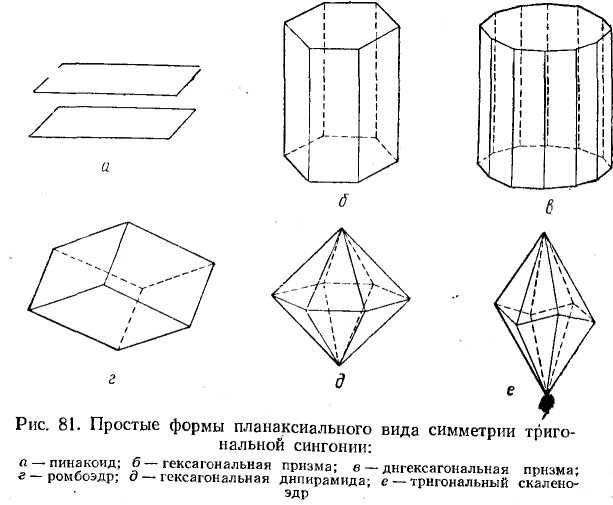 а
б
в
г
д
е
Рис. 81. Простые формы планаксиального вида симметрии триго-
нальной сингонии:
а — пинакоид; б — гексагональная призма; в — дигексагональная призма;
г — ромбоэдр; д — гексагональная дипирамида; е — тригональный скалено-
эдр